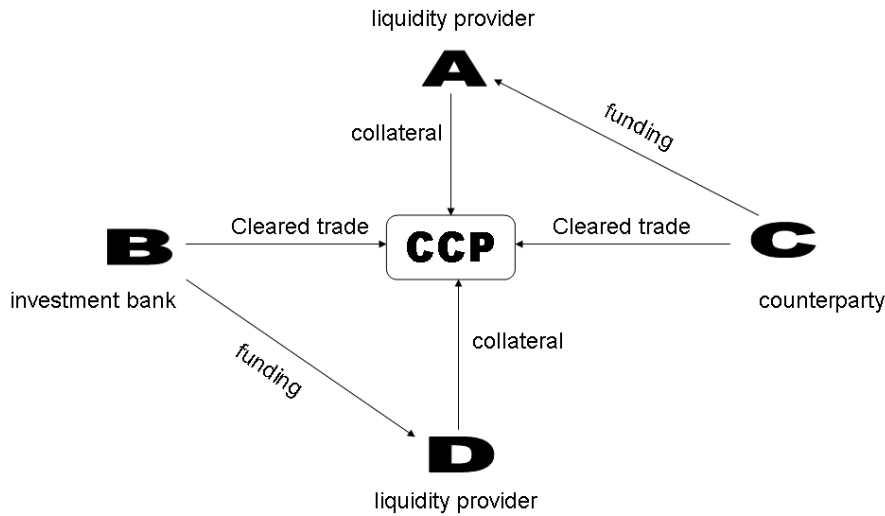 liquidity provider
A
funding
collateral
Cleared trade
Cleared trade
B
CCP
C
investment bank
counterparty
collateral
funding
D
liquidity provider